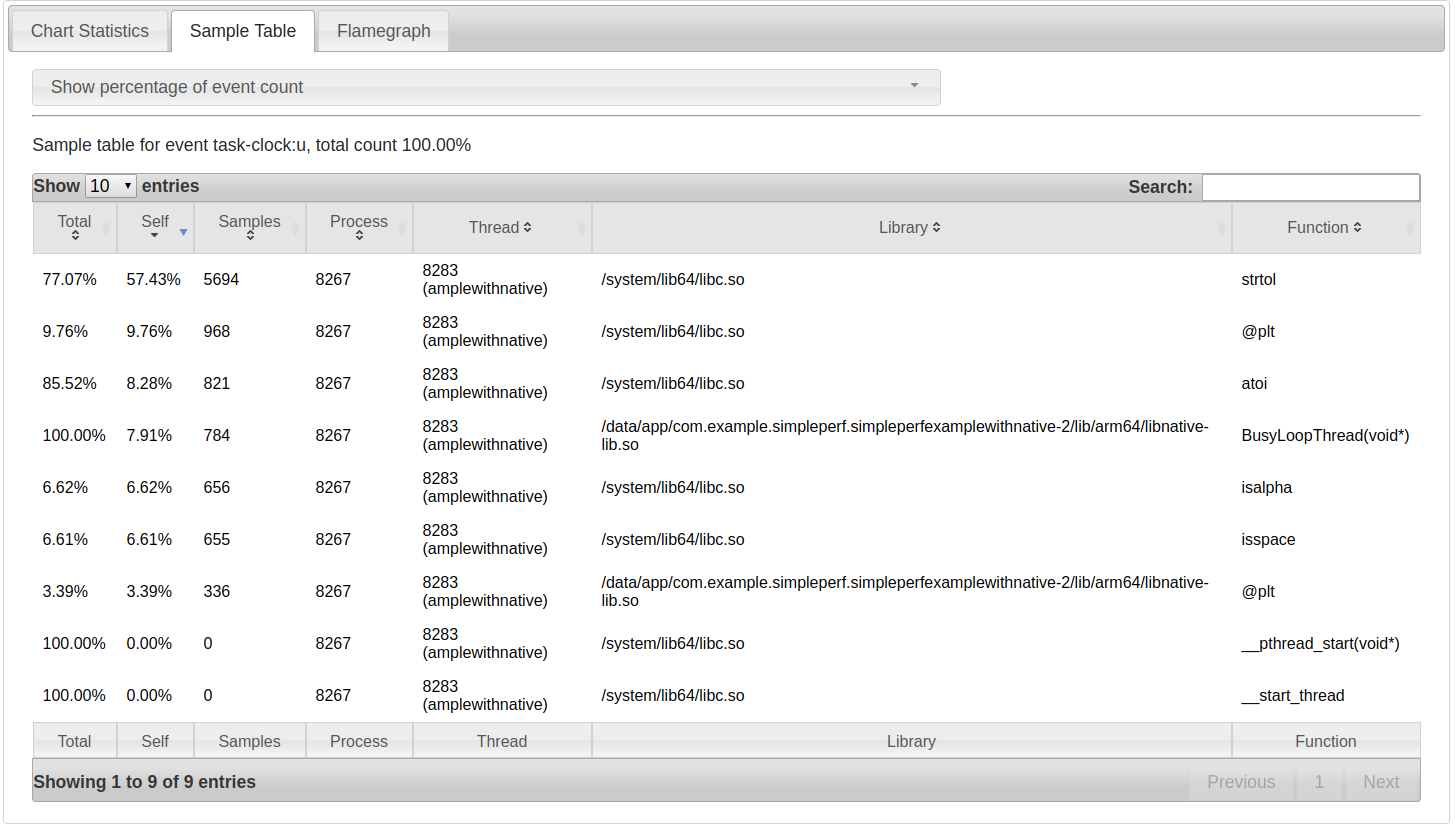 Chart Statistics Sample Table Flamegraph
Show percentage of event count
Sample table for event task-clock:u, total count 100.00%
Show 10 entries Search:
Total Self Samples Process Thread Library Function
77.07% 57.43% 5694 8267 8283 (amplewithnative) /system/lib64/libc.so strtol
9.76% 9.76% 968 8267 8283 (amplewithnative) /system/lib64/libc.so @plt
85.52% 8.28% 821 8267 8283 (amplewithnative) /system/lib64/libc.so atoi
100.00% 7.91% 784 8267 8283 (amplewithnative) /data/app/com.example.simpleperf.simpleperfexamplewithnative-2/lib/arm64/libnative-lib.so BusyLoopThread(void*)
6.62% 6.62% 656 8267 8283 (amplewithnative) /system/lib64/libc.so isalpha
6.61% 6.61% 655 8267 8283 (amplewithnative) /system/lib64/libc.so isspace
3.39% 3.39% 336 8267 8283 (amplewithnative) /data/app/com.example.simpleperf.simpleperfexamplewithnative-2/lib/arm64/libnative-lib.so @plt
100.00% 0.00% 0 8267 8283 (amplewithnative) /system/lib64/libc.so __pthread_start(void*)
100.00% 0.00% 0 8267 8283 (amplewithnative) /system/lib64/libc.so __start_thread
Total Self Samples Process Thread Library Function
Showing 1 to 9 of 9 entries Previous 1 Next